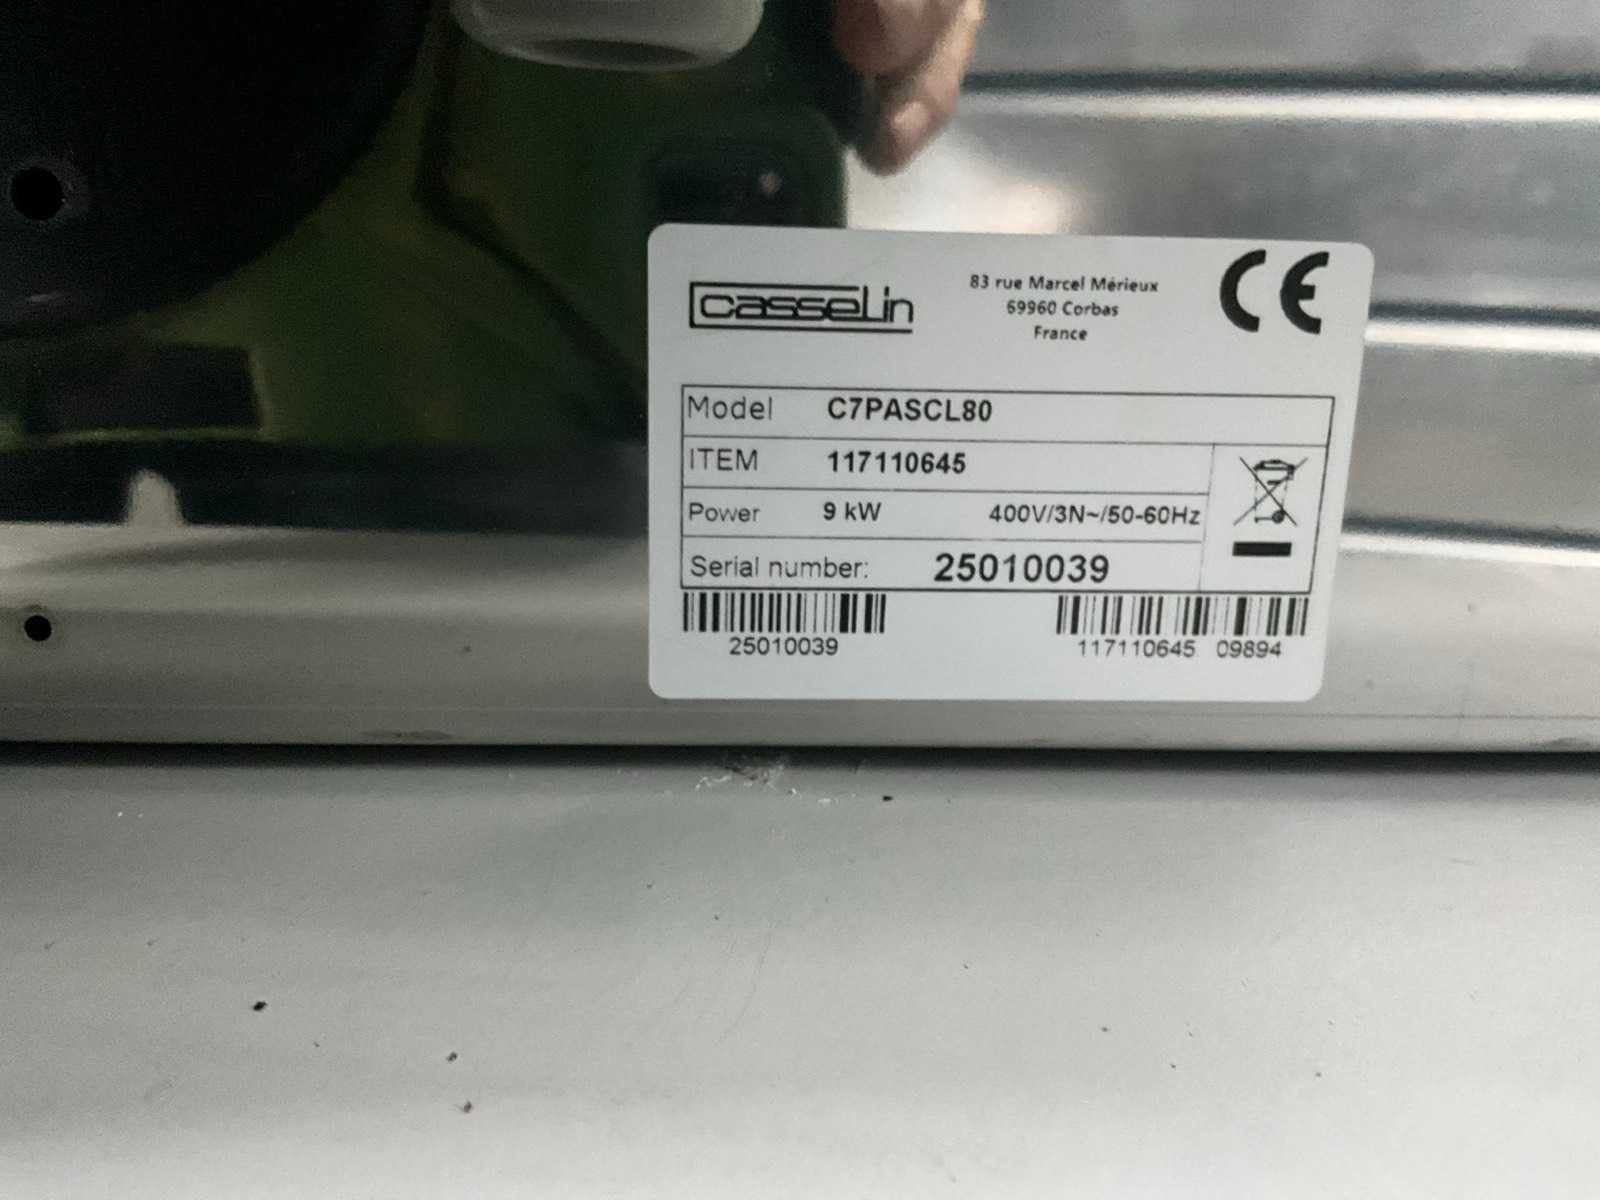 casselin
83 rue Marcel Mérieux
69960 Corbas
France
CE
Model C7PASCL80
ITEM 117110645
Power 9 kW 400V/3N~/50-60Hz
Serial number: 25010039
25010039
117110645 09894